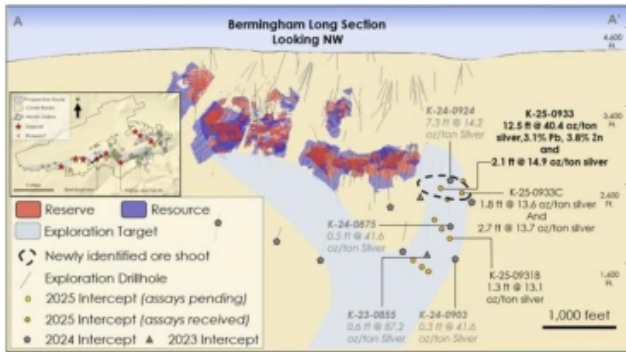 A
Bermingham Long Section
Looking NW
A'
4,600
Ft.
K-24-0924
7.3 ft @ 14.2
oz/ton Silver
K-25-0933
12.5 ft @ 40.4 oz/ton
silver, 3.1% Pb, 3.8% Zn
and
2.1 ft @ 14.9 oz/ton
silver
3,600
Ft.
Bermingham
K-25-0933C
1.8 ft @ 13.6 oz/ton silver
And
2.7 ft @ 13.7 oz/ton silver
2,600
Ft.
Reserve
Resource
Exploration Target
Newly identified ore shoot
Exploration Drillhole
2025 Intercept (assays pending)
2025 Intercept (assays received)
2024 Intercept
2023 Intercept
K-24-0875
0.5 ft @ 41.6
oz/ton Silver
K-25-0931B
1.3 ft @ 13.1
oz/ton silver
1,600
Ft.
K-23-0855
0.6 ft @ 57.2
oz/ton Silver
K-24-0903
0.3 ft @ 41.6
oz/ton Silver
1,000 feet